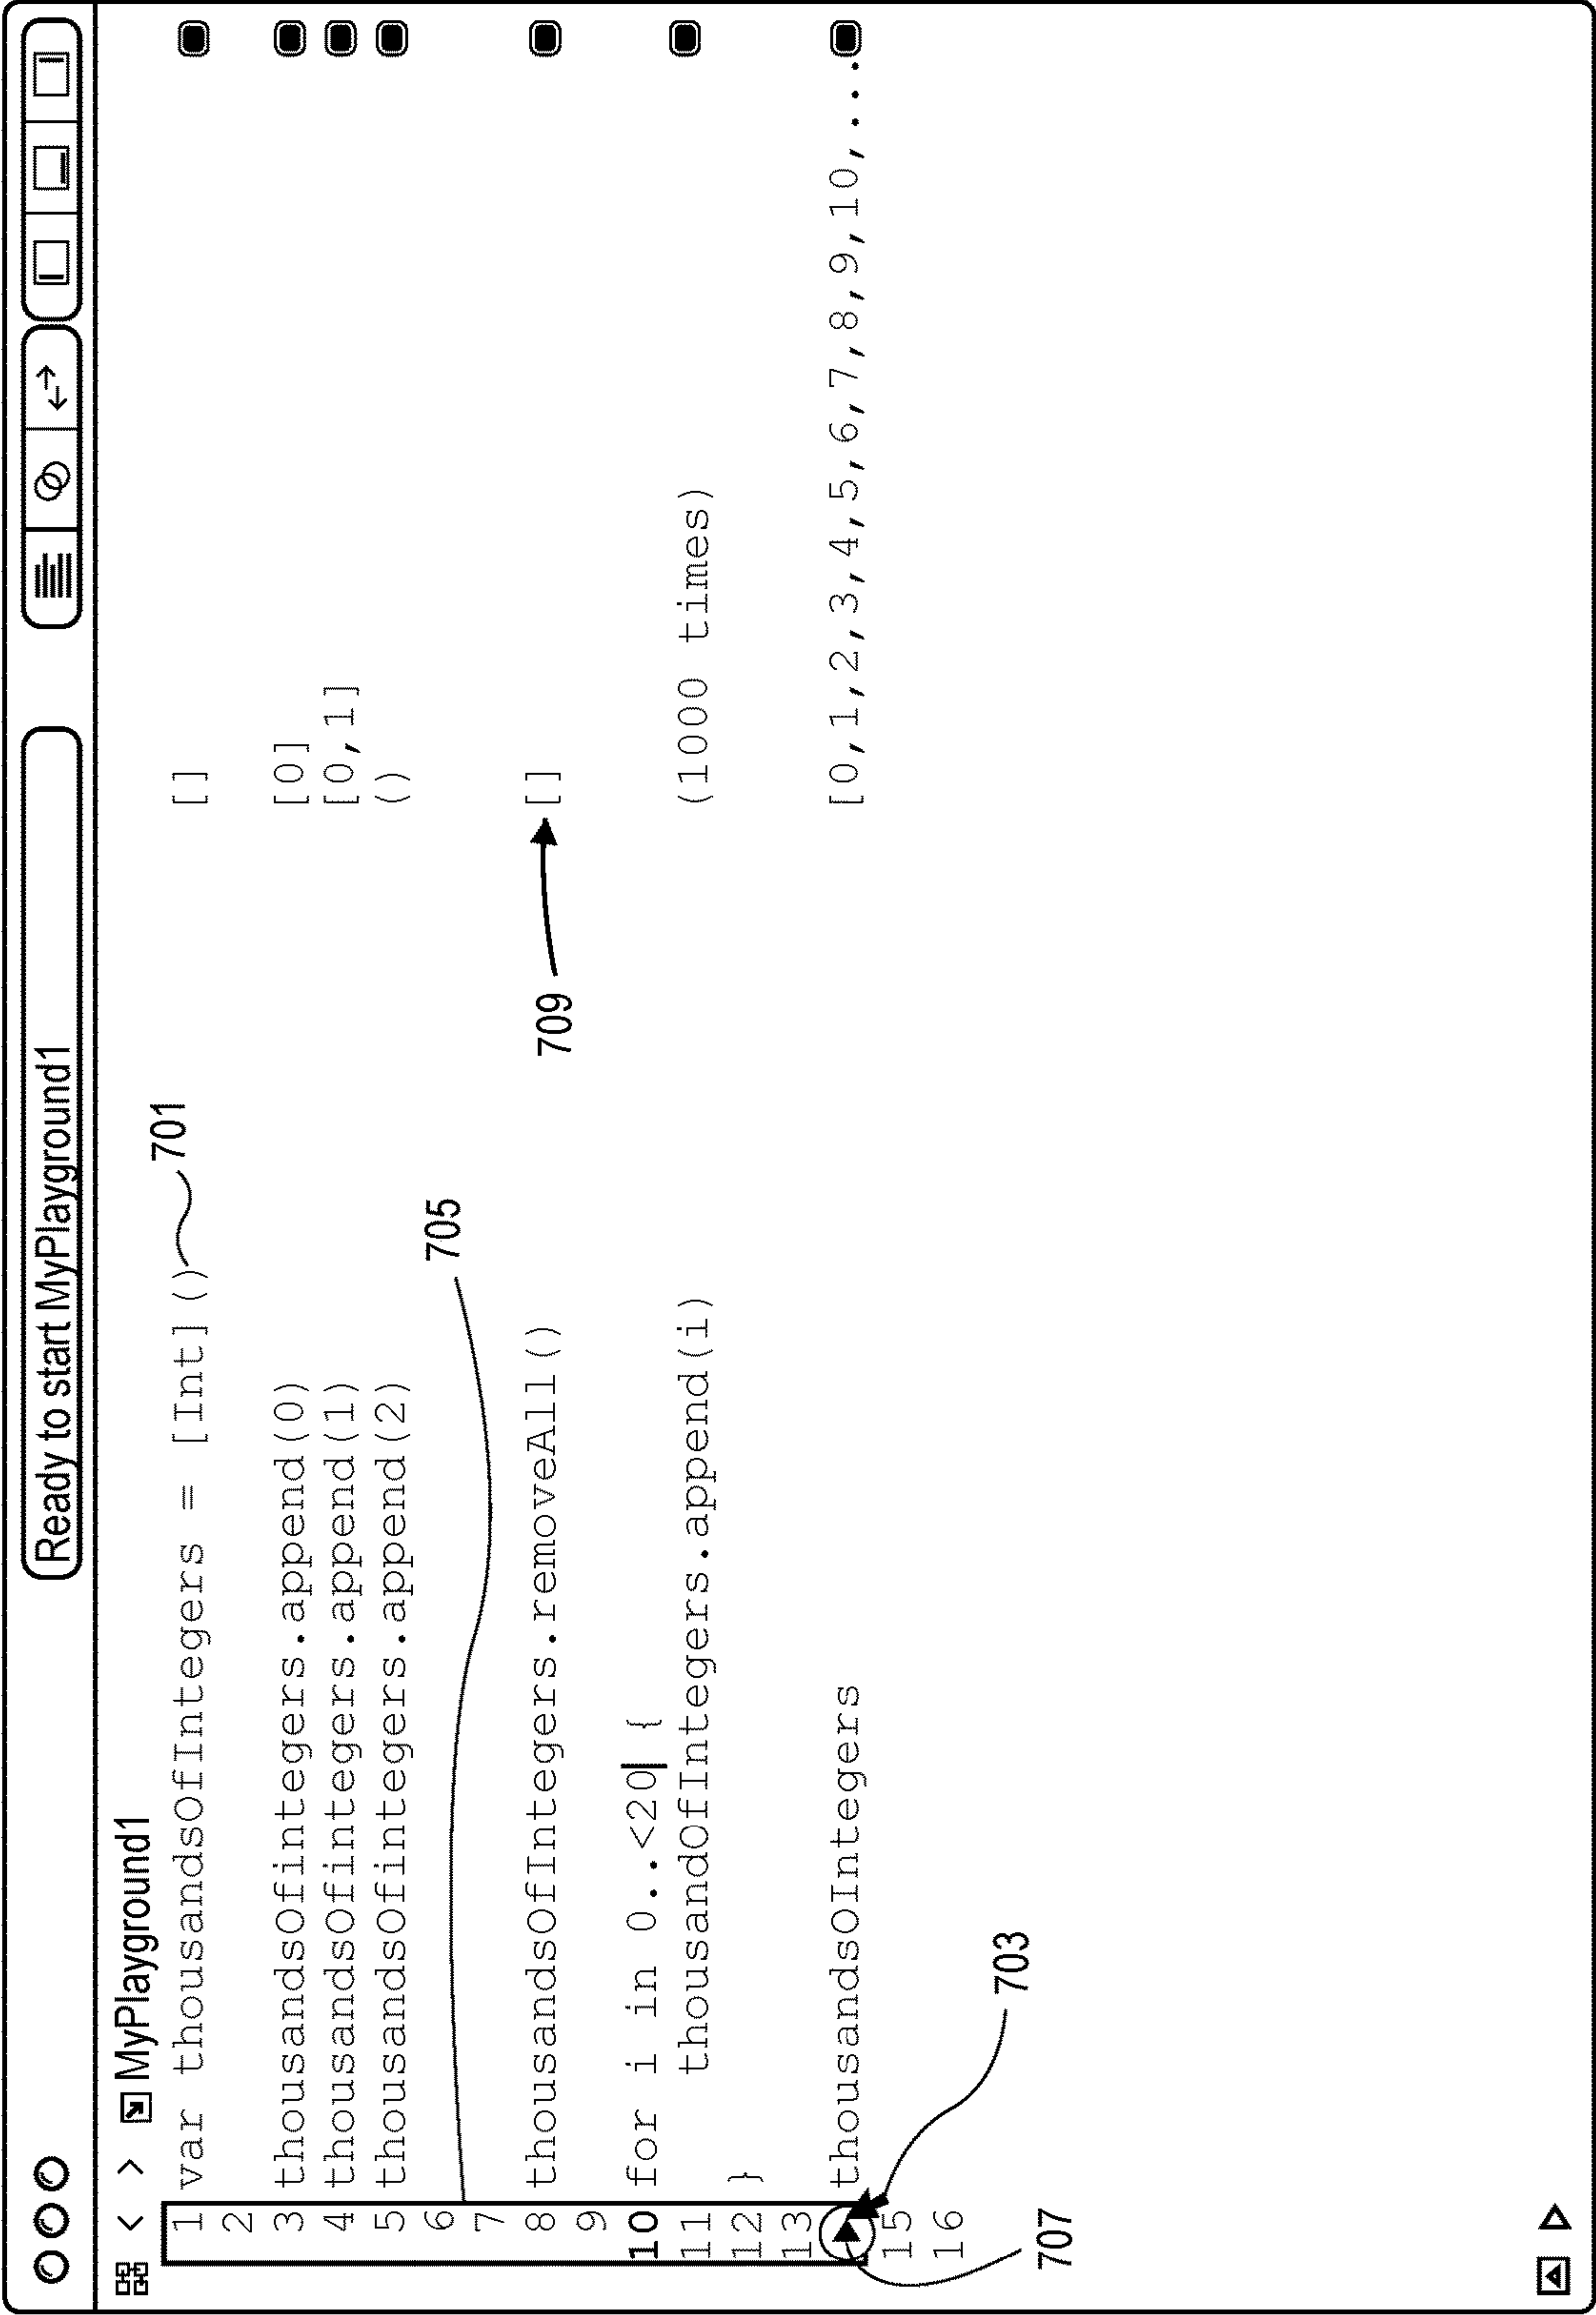 Ready to start MyPlayground1
< > MyPlayground1
701
1 var thousandsOfIntegers = [Int]() []
2
3 thousandsOfintegers.append(0) [0]
4 thousandsOfintegers.append(1) [0,1]
5 thousandsOfintegers.append(2) ()
705
6
7
8 thousandsOfIntegers.removeAll() []
709
9
10 for i in 0..<20 {
11 thousandOfIntegers.append(i) (1000 times)
12 }
13
thousandsOIntegers [0,1,2,3,4,5,6,7,8,9,10,...
15
16
703
707